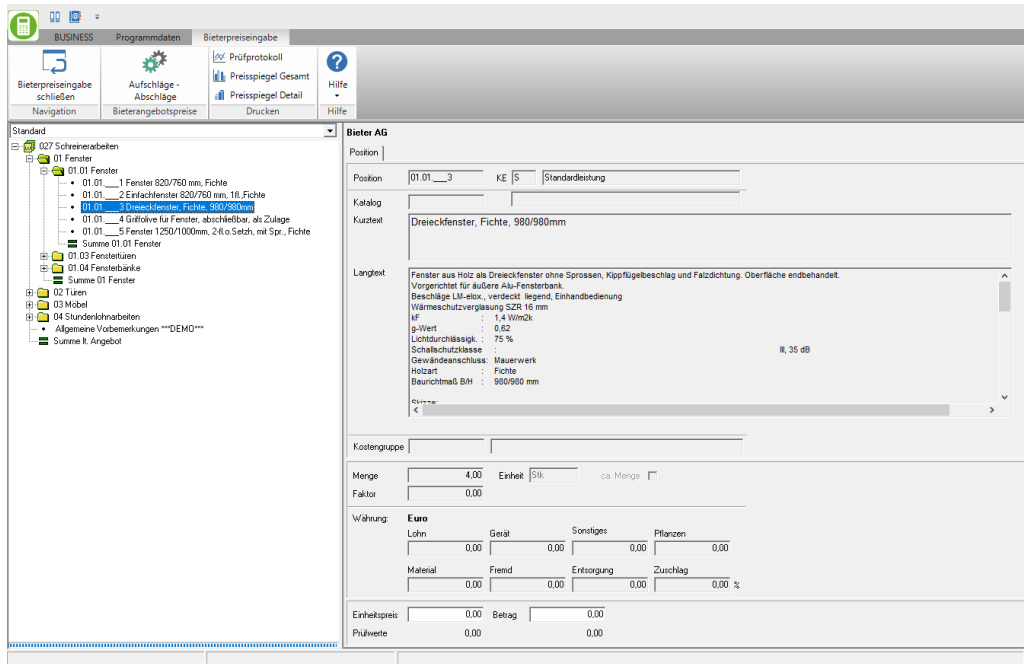 BUSINESS Programmdaten Bieterpreiseingabe
Bieterpreiseingabe schließen
Navigation
Aufschläge - Abschläge
Bieterangebotspreise
Prüfprotokoll
Preisspiegel Gesamt
Preisspiegel Detail
Drucken
Hilfe
Hilfe
Standard
027 Schreinerarbeiten
01 Fenster
01.01 Fenster
01.01.___1 Fenster 820/760 mm, Fichte
01.01.___2 Einfachfenster 820/760 mm, 1fl.,Fichte
01.01.___3 Dreieckfenster, Fichte, 980/980mm
01.01.___4 Griffolive für Fenster, abschließbar, als Zulage
01.01.___5 Fenster 1250/1000mm, 2-fl.o.Setzh, mit Spr., Fichte
Summe 01.01 Fenster
01.03 Fenstertüren
01.04 Fensterbänke
Summe 01 Fenster
02 Türen
03 Möbel
04 Stundenlohnarbeiten
Allgemeine Vorbemerkungen ***DEMO***
Summe lt. Angebot
Bieter AG
Position
Position 01.01.___3 KE S Standardleistung
Katalog
Kurztext Dreieckfenster, Fichte, 980/980mm
Langtext Fenster aus Holz als Dreieckfenster ohne Sprossen, Kippflügelbeschlag und Falzdichtung. Oberfläche endbehandelt.
Vorgerichtet für äußere Alu-Fensterbank.
Beschläge LM-elox., verdeckt liegend, Einhandbedienung
Wärmeschutzverglasung SZR 16 mm
kF : 1,4 W/m2k
g-Wert : 0,62
Lichtdurchlässigk. : 75 %
Schallschutzklasse : III, 35 dB
Gewändeanschluss: Mauerwerk
Holzart : Fichte
Baurichtmaß B/H : 980/980 mm
Skizze:
Kostengruppe
Menge 4,00 Einheit Stk ca. Menge
Faktor 0,00
Währung: Euro
Lohn Gerät Sonstiges Pflanzen
0,00 0,00 0,00 0,00
Material Fremd Entsorgung Zuschlag
0,00 0,00 0,00 0,00 %
Einheitspreis 0,00 Betrag 0,00
Prüfwerte 0,00 0,00